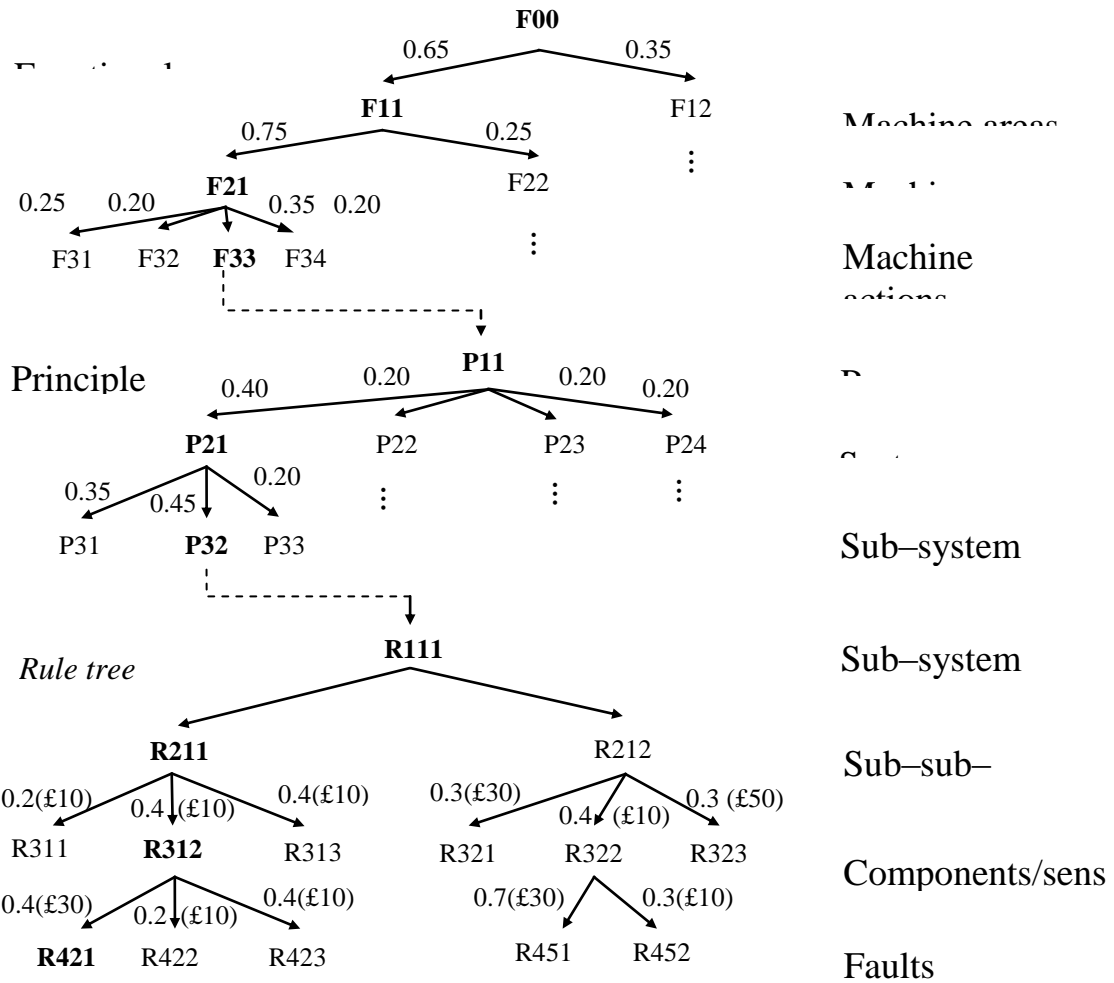 F00
0.65 0.35
F11 F12
Machine areas
0.75 0.25
F21 F22
0.25 0.20 0.35 0.20
F31 F32 F33 F34
Machine
actions
P11
Principle
0.40 0.20 0.20 0.20
P21 P22 P23 P24
0.35 0.45 0.20
P31 P32 P33
Sub–system
R111
Rule tree
Sub–system
R211 R212
Sub–sub–
0.2(£10) 0.4 (£10) 0.4(£10) 0.3(£30) 0.4 (£10) 0.3 (£50)
R311 R312 R313 R321 R322 R323
Components/sens
0.4(£30) 0.2 (£10) 0.4(£10) 0.7(£30) 0.3(£10)
R421 R422 R423 R451 R452
Faults